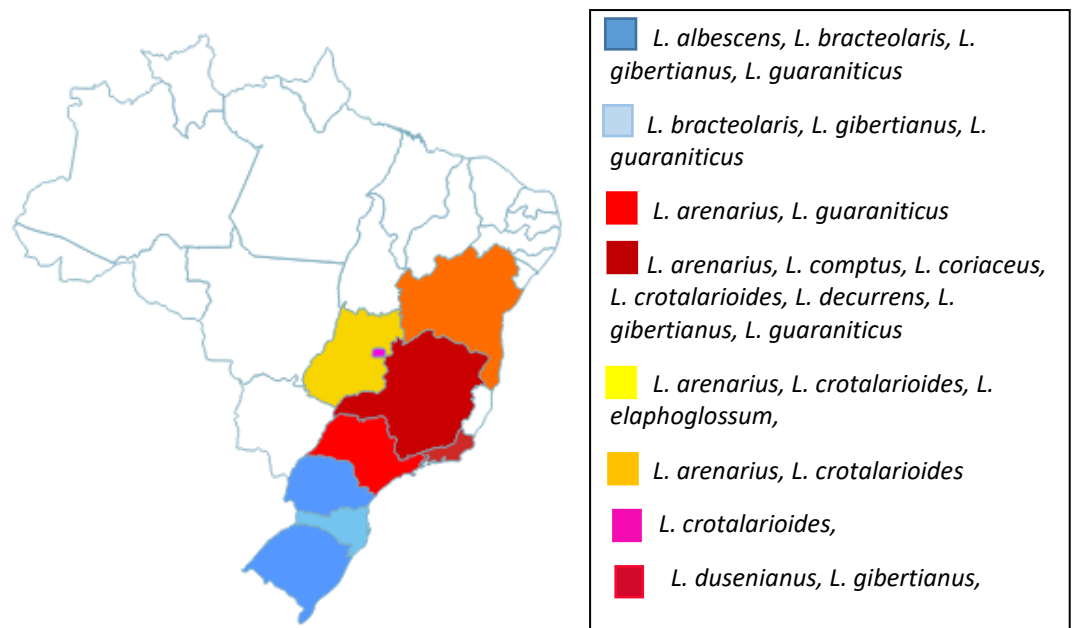 L. albescens, L. bracteolaris, L.
gibertianus, L. guaraniticus
L. bracteolaris, L. gibertianus, L.
guaraniticus
L. arenarius, L. guaraniticus
L. arenarius, L. comptus, L. coriaceus,
L. crotalarioides, L. decurrens, L.
gibertianus, L. guaraniticus
L. arenarius, L. crotalarioides, L.
elaphoglossum,
L. arenarius, L. crotalarioides
L. crotalarioides,
L. dusenianus, L. gibertianus,